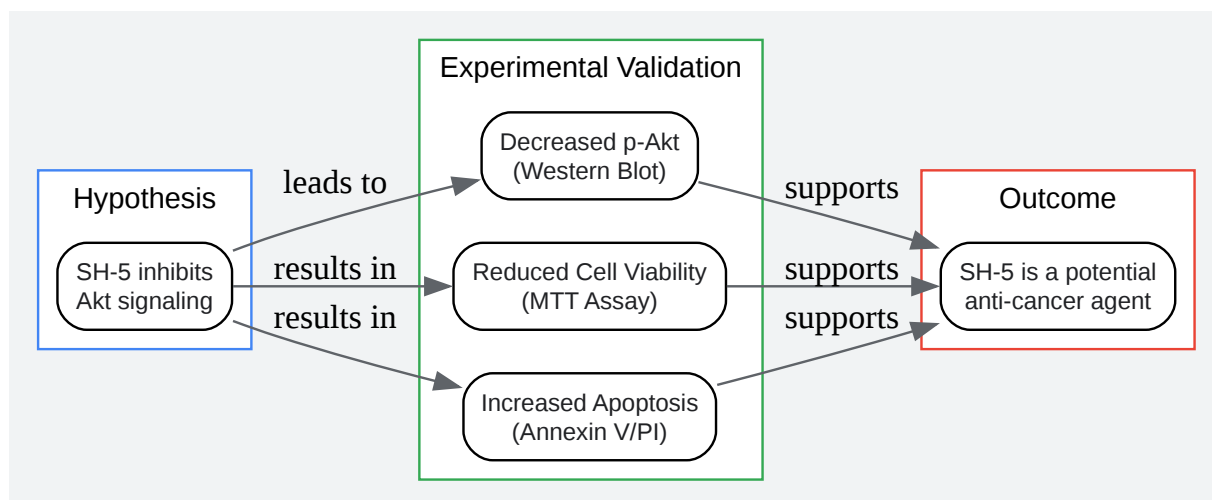 Hypothesis
SH-5 inhibits
Akt signaling
leads to
results in
results in
Experimental Validation
Decreased p-Akt
(Western Blot)
Reduced Cell Viability
(MTT Assay)
Increased Apoptosis
(Annexin V/PI)
supports
supports
supports
Outcome
SH-5 is a potential
anti-cancer agent